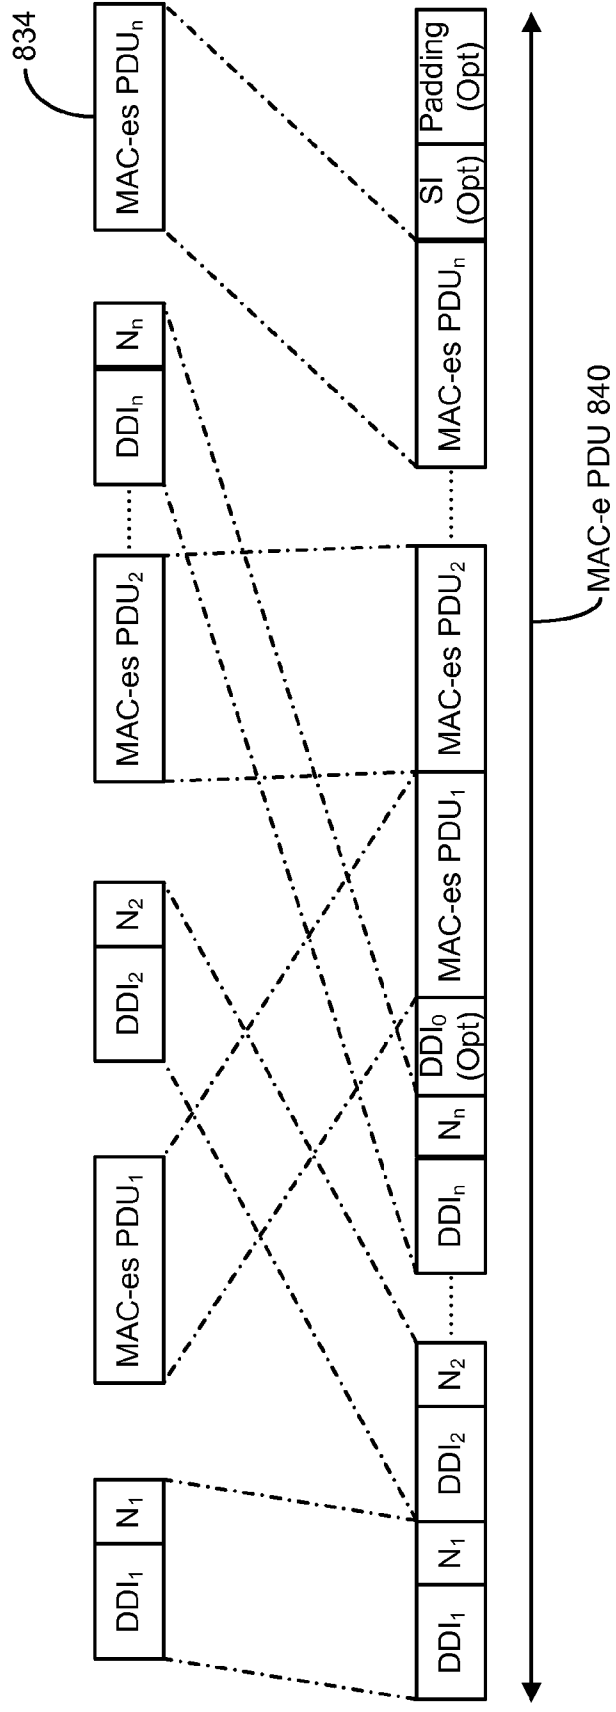 834
DDI₁ N₁ MAC-es PDU₁ DDI₂ N₂ MAC-es PDU₂ DDIₙ Nₙ MAC-es PDUₙ
DDI₁ N₁ DDI₂ N₂ DDIₙ Nₙ DDI₀ (Opt) MAC-es PDU₁ MAC-es PDU₂ MAC-es PDUₙ SI (Opt) Padding (Opt)
MAC-e PDU 840